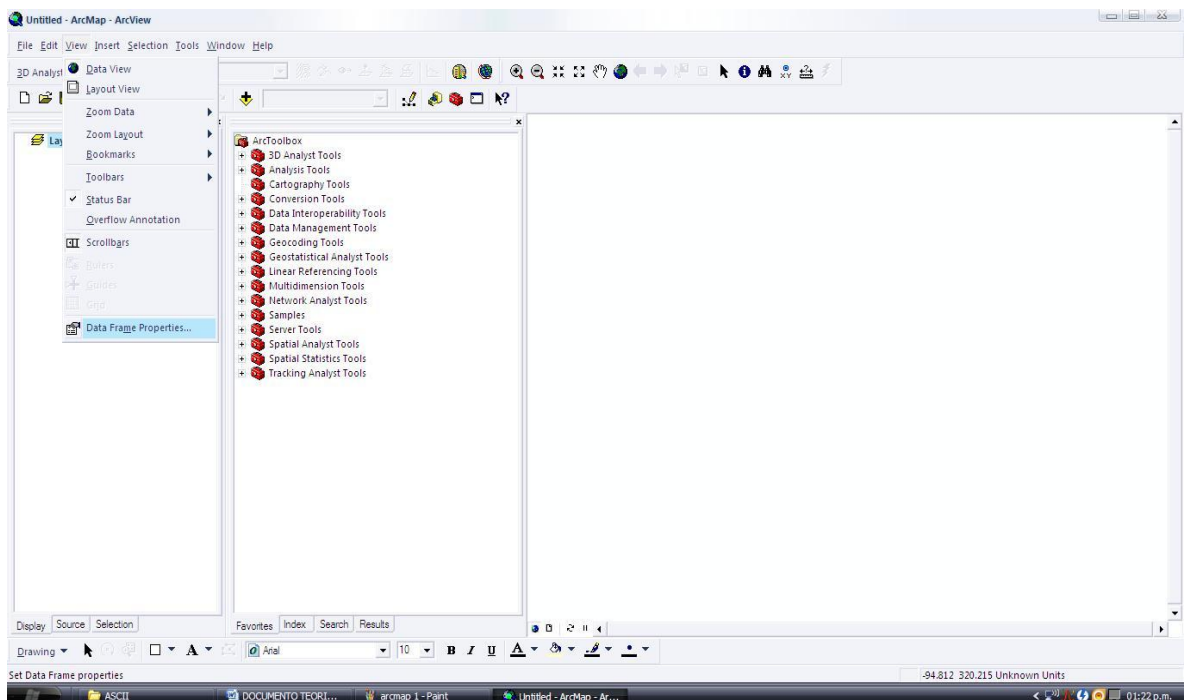 Untitled - ArcMap - ArcView
File Edit View Insert Selection Tools Window Help
3D Analyst
Data View
Layout View
Zoom Data
Zoom Layout
Bookmarks
Toolbars
Status Bar
Overflow Annotation
Scrollbars
Rulers
Guides
Grid
Data Frame Properties...
Lay
ArcToolbox
3D Analyst Tools
Analysis Tools
Cartography Tools
Conversion Tools
Data Interoperability Tools
Data Management Tools
Geocoding Tools
Geostatistical Analyst Tools
Linear Referencing Tools
Multidimension Tools
Network Analyst Tools
Samples
Server Tools
Spatial Analyst Tools
Spatial Statistics Tools
Tracking Analyst Tools
Display Source Selection
Favorites Index Search Results
Drawing A Arial 10 B I U A
Set Data Frame properties
-94.812 320.215 Unknown Units
ASCII
DOCUMENTO TEORI...
arcmap 1 - Paint
Untitled - ArcMap - Ar...
01:22 p.m.